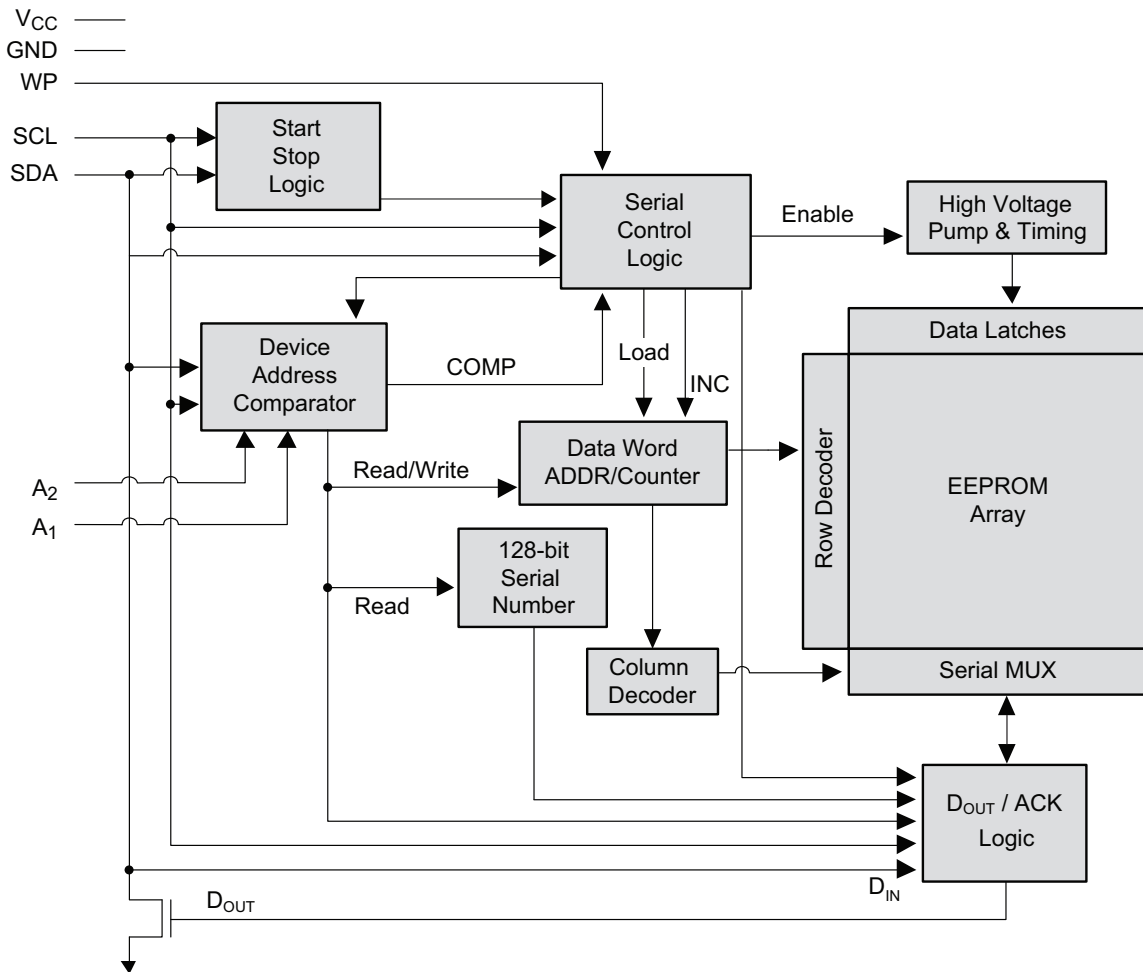 VCC
GND
WP
SCL
SDA
Start
Stop
Logic
Serial
Control
Logic
Enable
High Voltage
Pump & Timing
Device
Address
Comparator
COMP
Load
INC
Data Latches
Row Decoder
EEPROM
Array
Serial MUX
A2
A1
Read/Write
Data Word
ADDR/Counter
128-bit
Serial
Number
Read
Column
Decoder
DOUT / ACK
Logic
DIN
DOUT